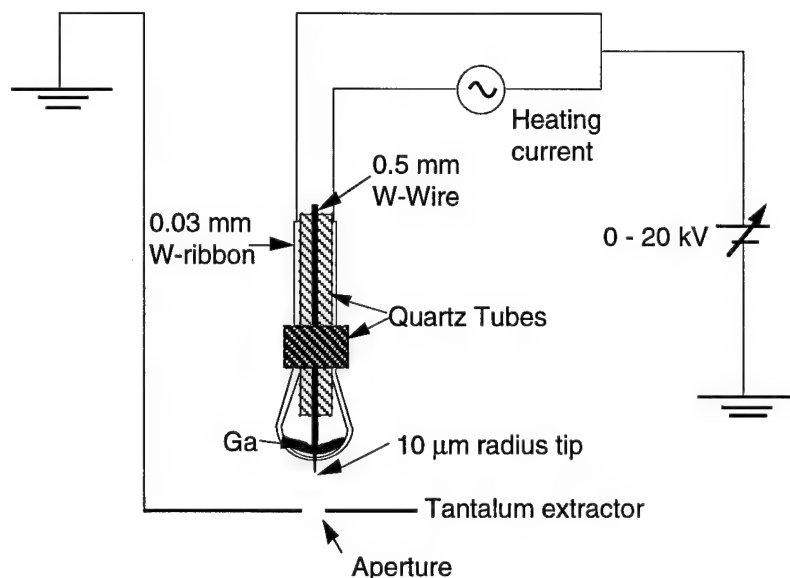 Heating
current
0.5 mm
W-Wire
0.03 mm
W-ribbon
0 - 20 kV
Quartz Tubes
Ga
10 μm radius tip
Tantalum extractor
Aperture